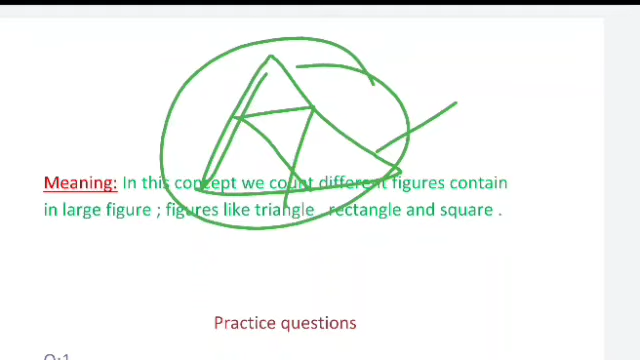 Meaning: In this concept we count different figures contain
in large figure ; figures like triangle , rectangle and square .
Practice questions
Q:1